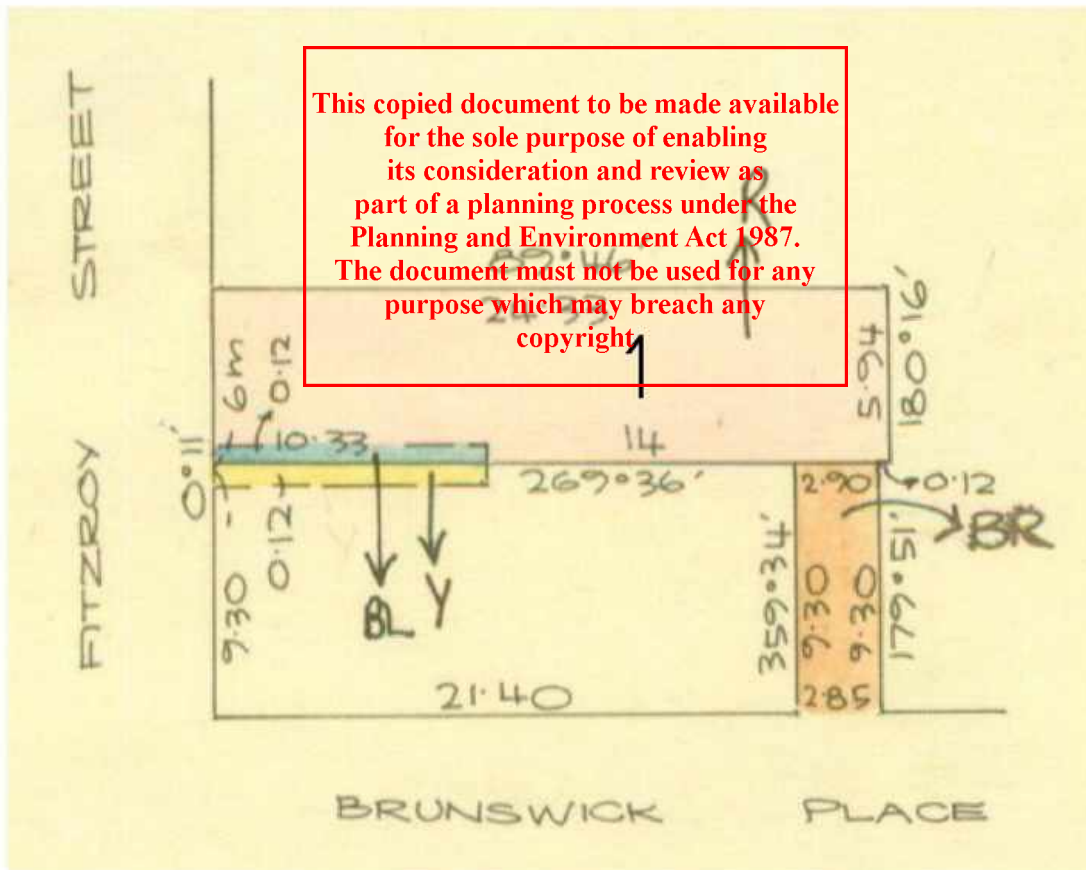 STREET
This copied document to be made available
for the sole purpose of enabling
its consideration and review as
part of a planning process under the
Planning and Environment Act 1987.
The document must not be used for any
purpose which may breach any
copyright
R
24·33
1
6m
0·12
5·94
180°16'
10·33
14
0°11'
269°36'
2·90
0·12
BR
FITZROY
9·30
0·12
BL
Y
359°34'
9·30
9·30
179°51'
21·40
2·85
BRUNSWICK PLACE